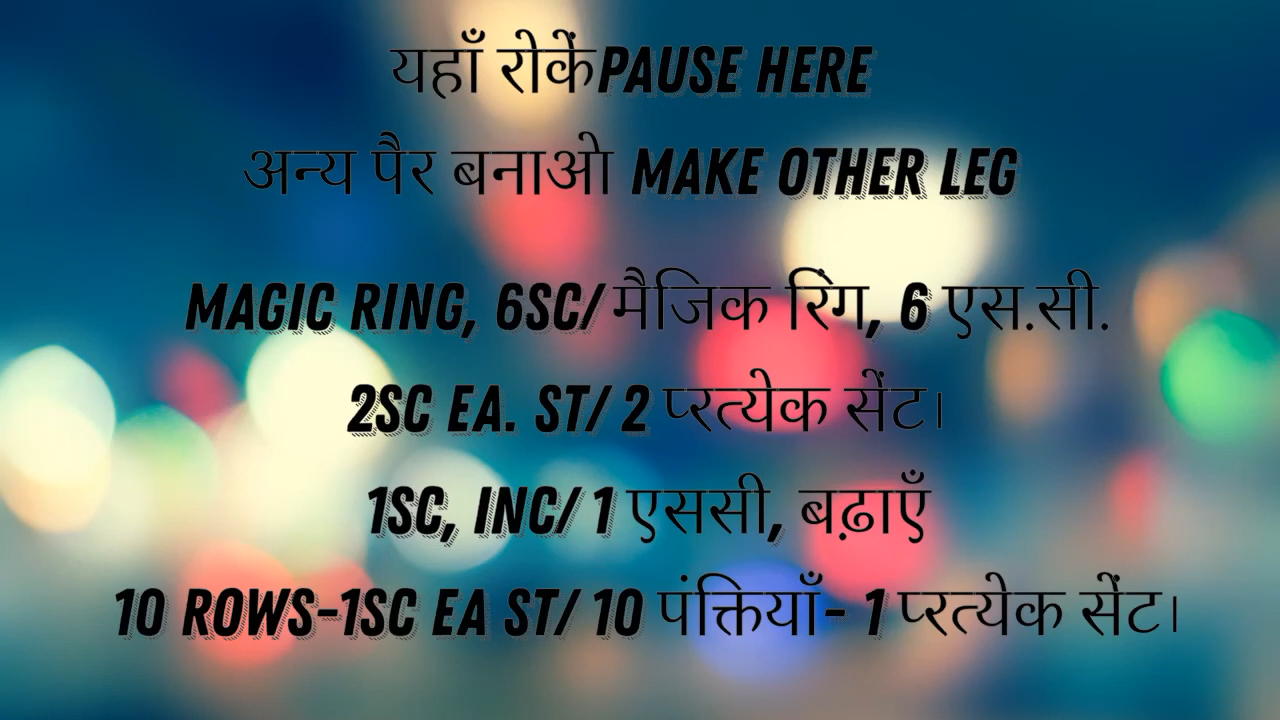 यहाँ रोकेंPAUSE HERE
अन्य पैर बनाओ MAKE OTHER LEG
MAGIC RING, 6SC/ मैजिक रिंग, 6 एस.सी.
2SC EA. ST/ 2 प्रत्येक सेंट।
1SC, INC/ 1 एससी, बढ़ाएँ
10 ROWS-1SC EA ST/ 10 पंक्तियाँ- 1 प्रत्येक सेंट।